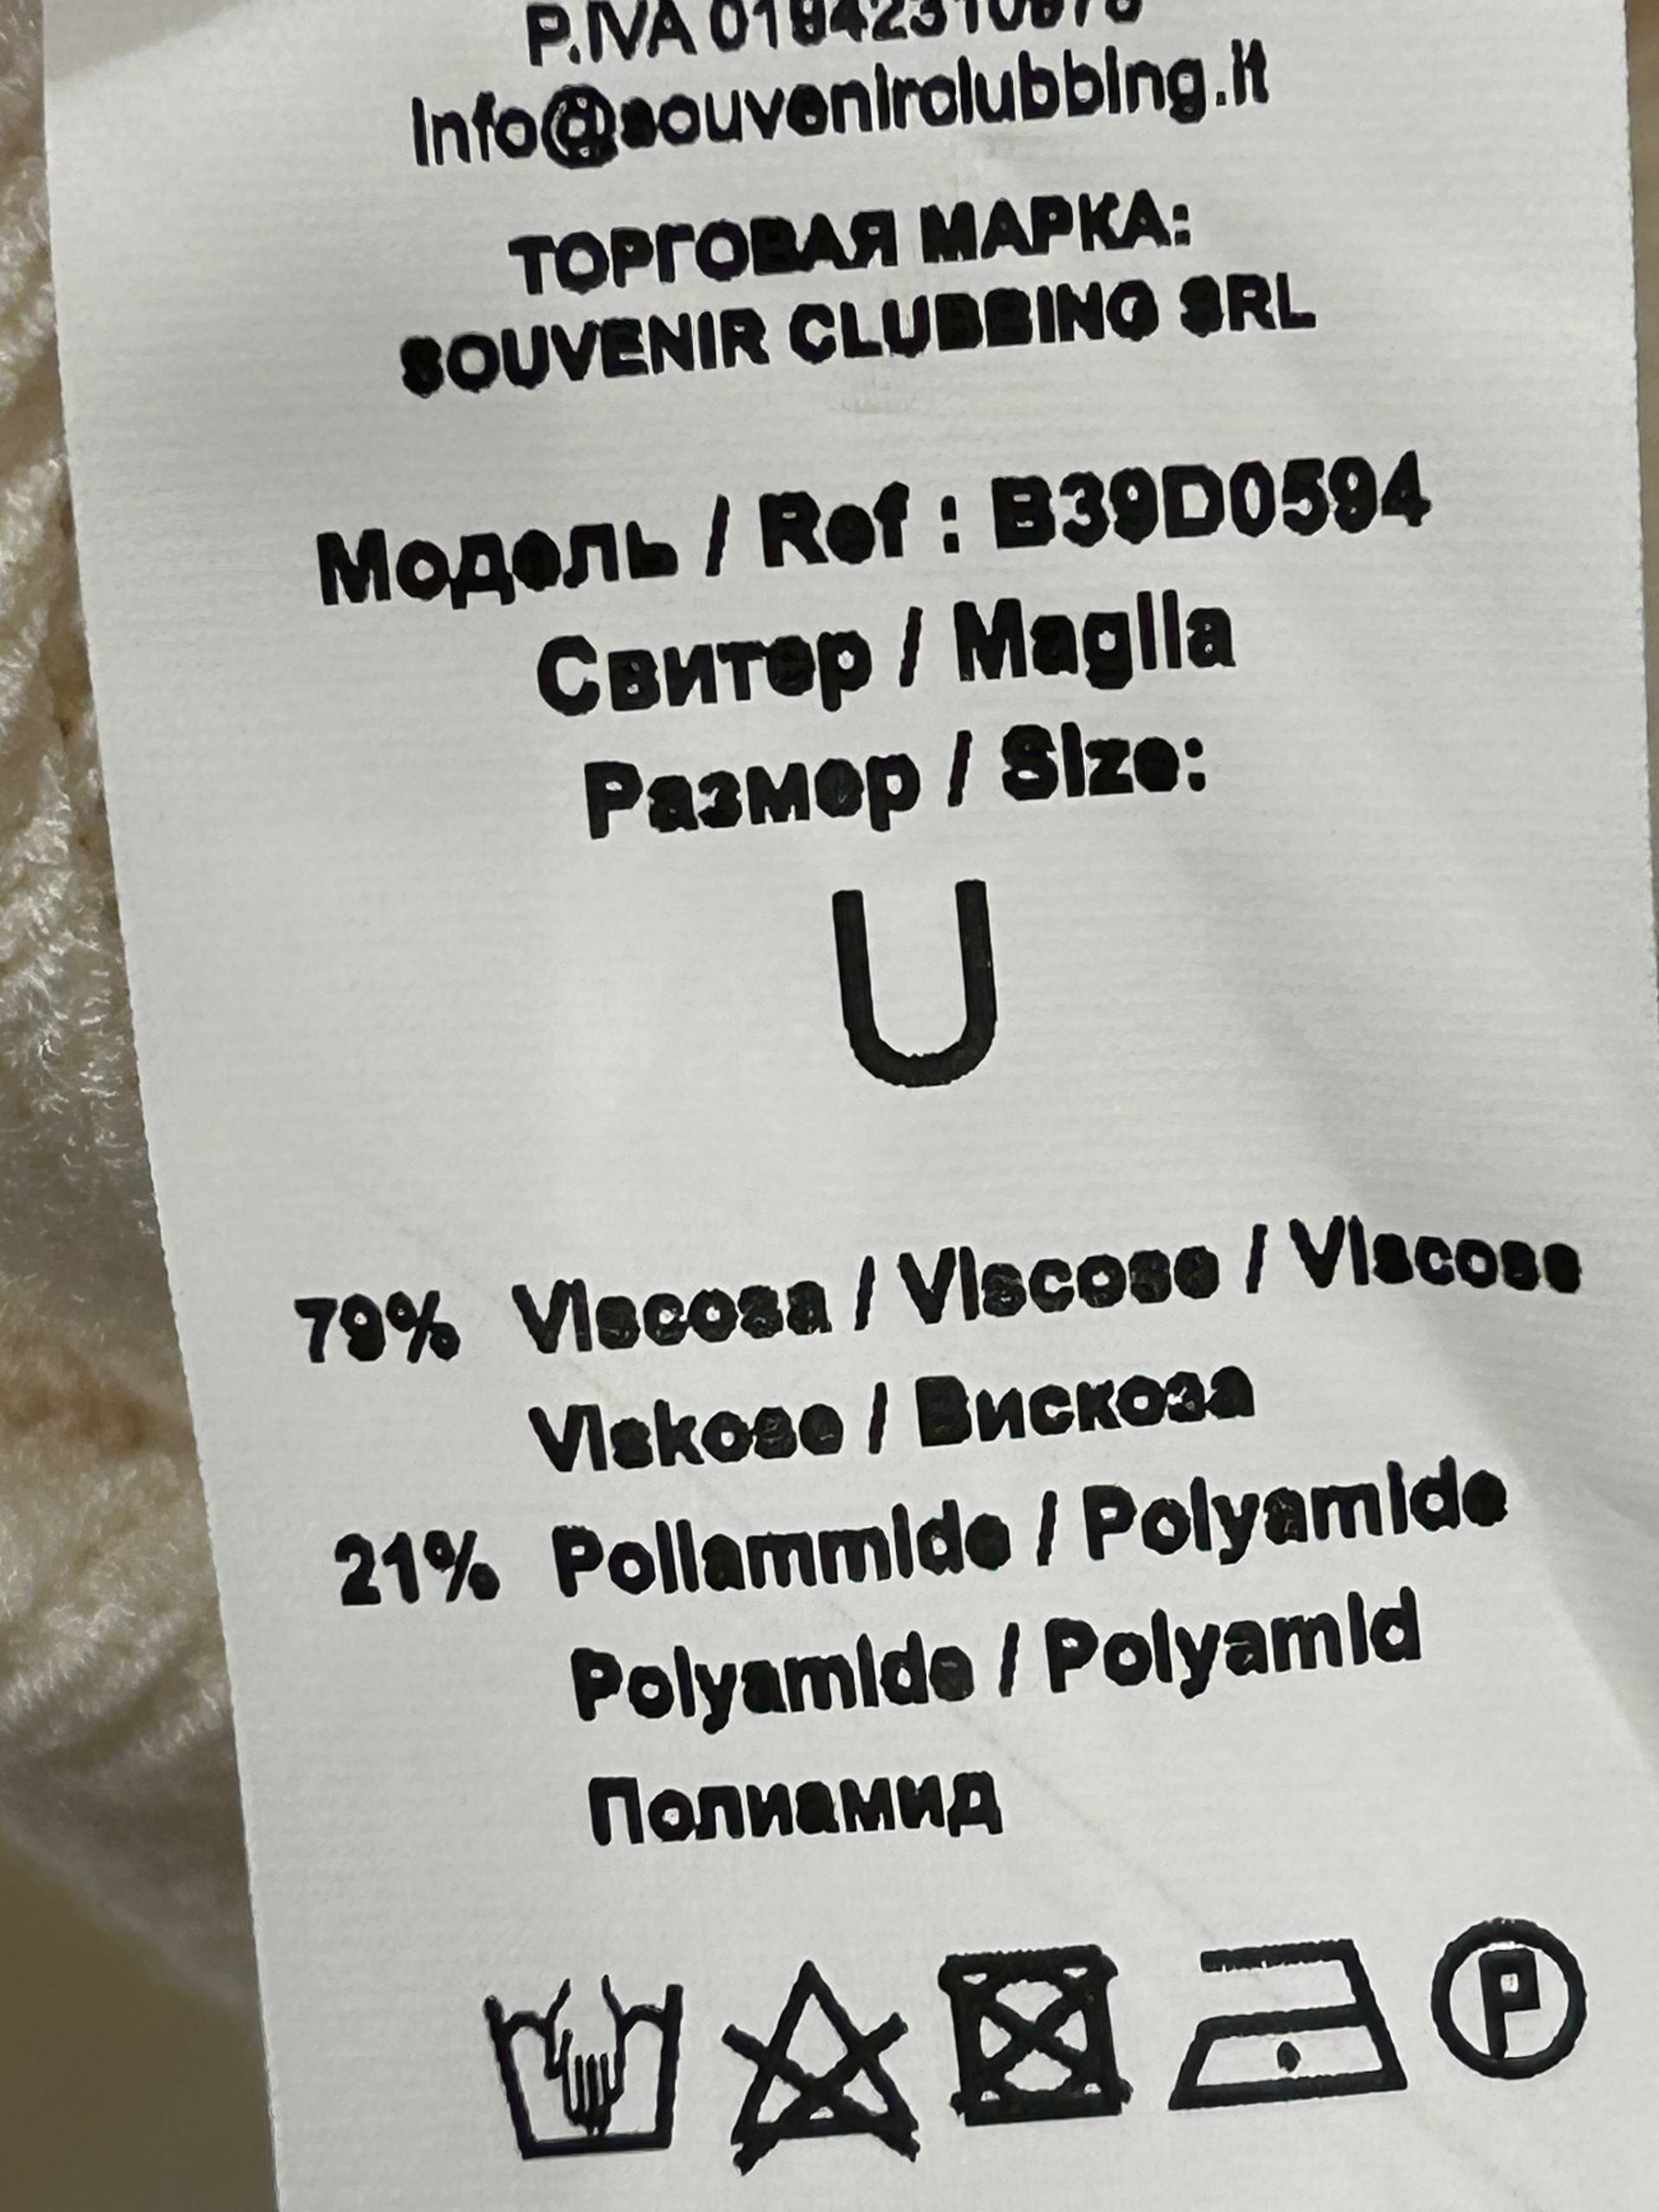 P.IVA
Info@souvenirclubbing.it
ТОРГОВАЯ МАРКА:
SOUVENIR CLUBBING SRL
Модель / Ref : B39D0594
Свитер / Maglia
Размер / Size:
U
79% Viscosa / Viscose / Viscose
Viskose / Вискоза
21% Poliammide / Polyamide
Polyamide / Polyamid
Полиамид
P